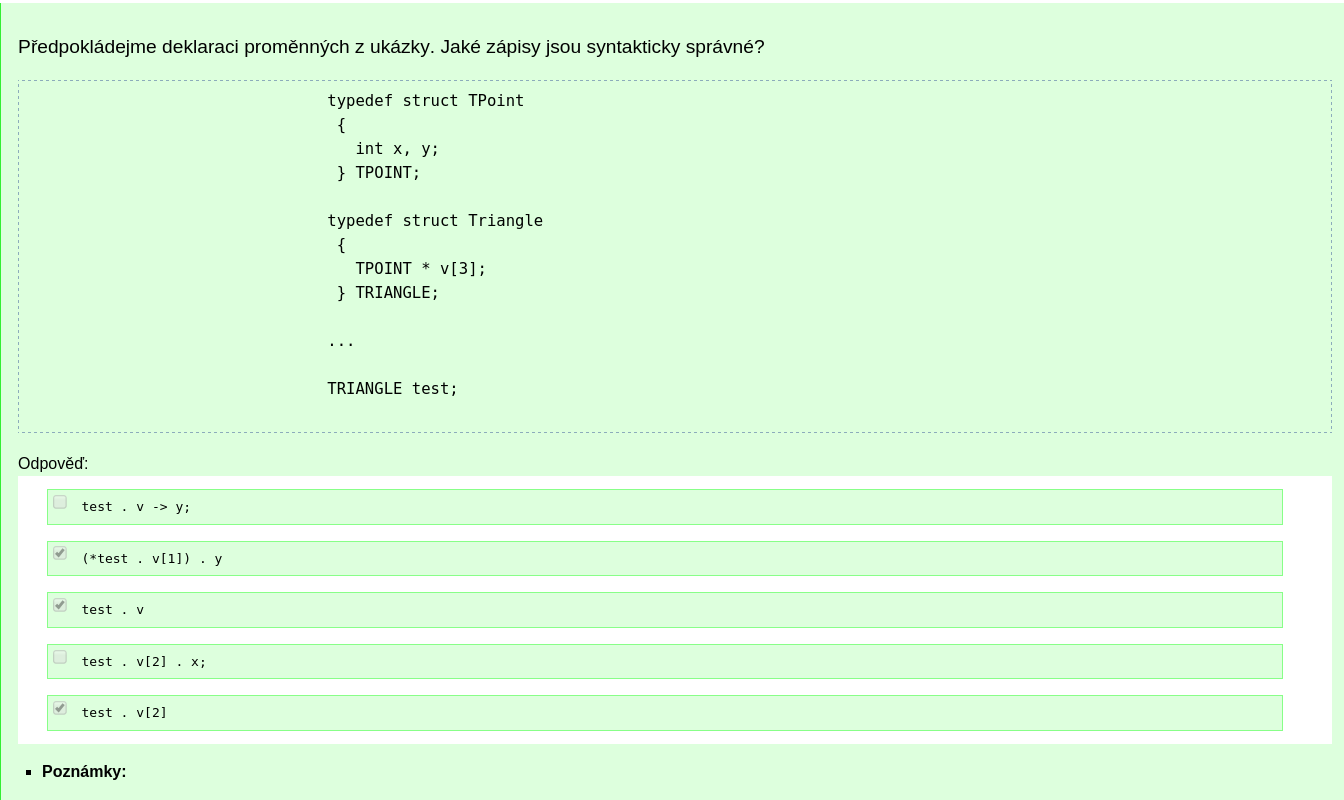 Předpokládejme deklaraci proměnných z ukázky. Jaké zápisy jsou syntakticky správné?
typedef struct TPoint
{
int x, y;
} TPOINT;
typedef struct Triangle
{
TPOINT * v[3];
} TRIANGLE;
...
TRIANGLE test;
Odpověď:
test . v -> y;
(*test . v[1]) . y
test . v
test . v[2] . x;
test . v[2]
Poznámky: